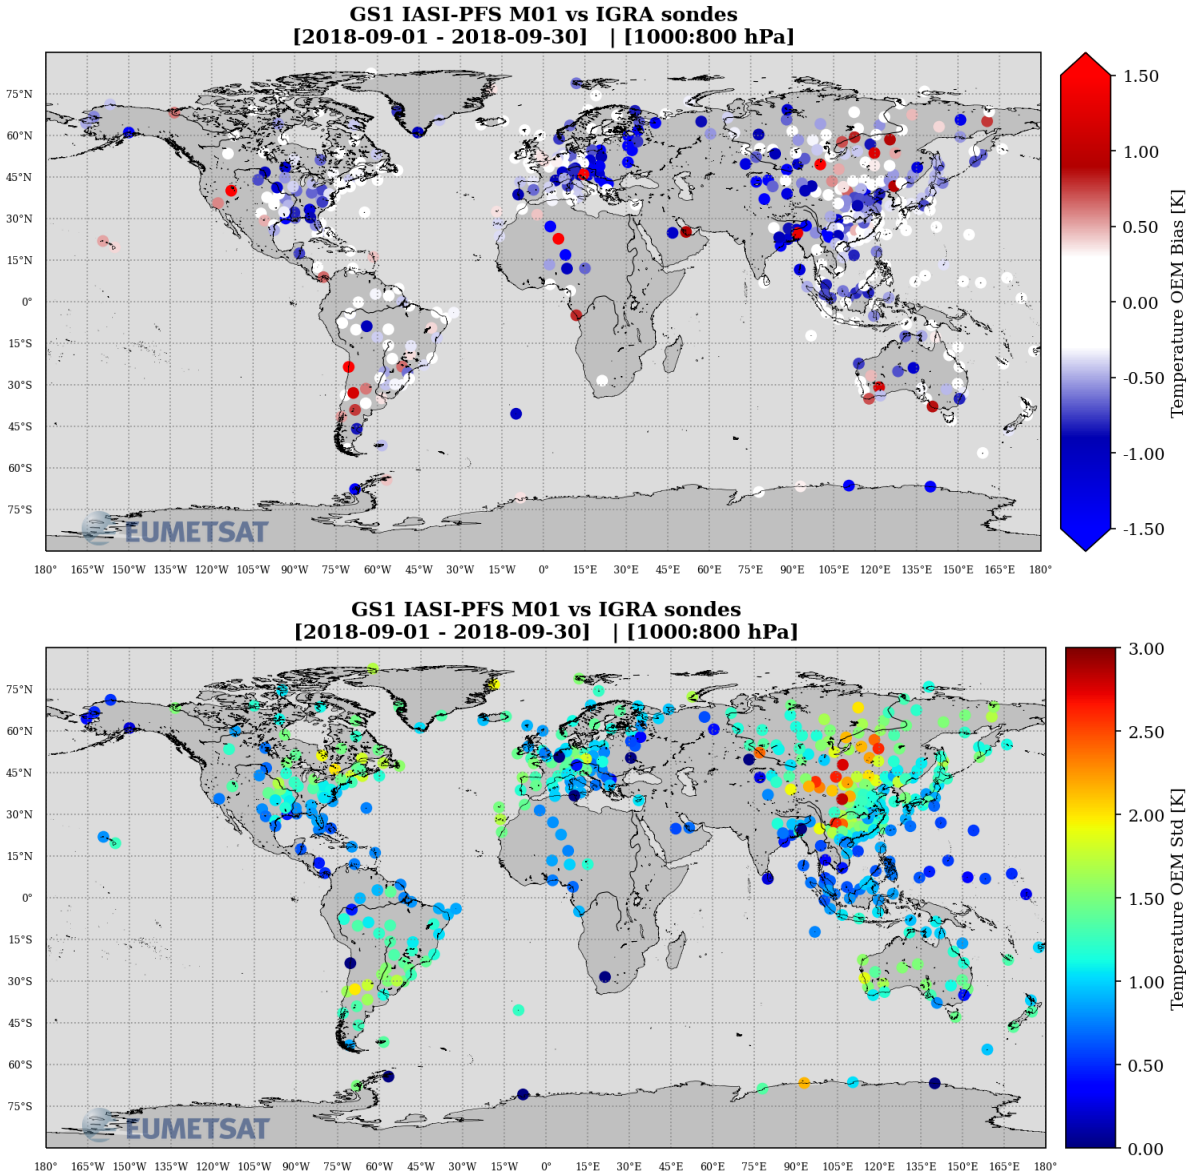 GS1 IASI-PFS M01 vs IGRA sondes
[2018-09-01 - 2018-09-30] | [1000:800 hPa]
75°N
60°N
45°N
30°N
15°N
0°
15°S
30°S
45°S
60°S
75°S
180° 165°W 150°W 135°W 120°W 105°W 90°W 75°W 60°W 45°W 30°W 15°W 0° 15°E 30°E 45°E 60°E 75°E 90°E 105°E 120°E 135°E 150°E 165°E 180°
EUMETSAT
1.50
1.00
0.50
0.00
-0.50
-1.00
-1.50
Temperature OEM Bias [K]
GS1 IASI-PFS M01 vs IGRA sondes
[2018-09-01 - 2018-09-30] | [1000:800 hPa]
75°N
60°N
45°N
30°N
15°N
0°
15°S
30°S
45°S
60°S
75°S
180° 165°W 150°W 135°W 120°W 105°W 90°W 75°W 60°W 45°W 30°W 15°W 0° 15°E 30°E 45°E 60°E 75°E 90°E 105°E 120°E 135°E 150°E 165°E 180°
EUMETSAT
3.00
2.50
2.00
1.50
1.00
0.50
0.00
Temperature OEM Std [K]